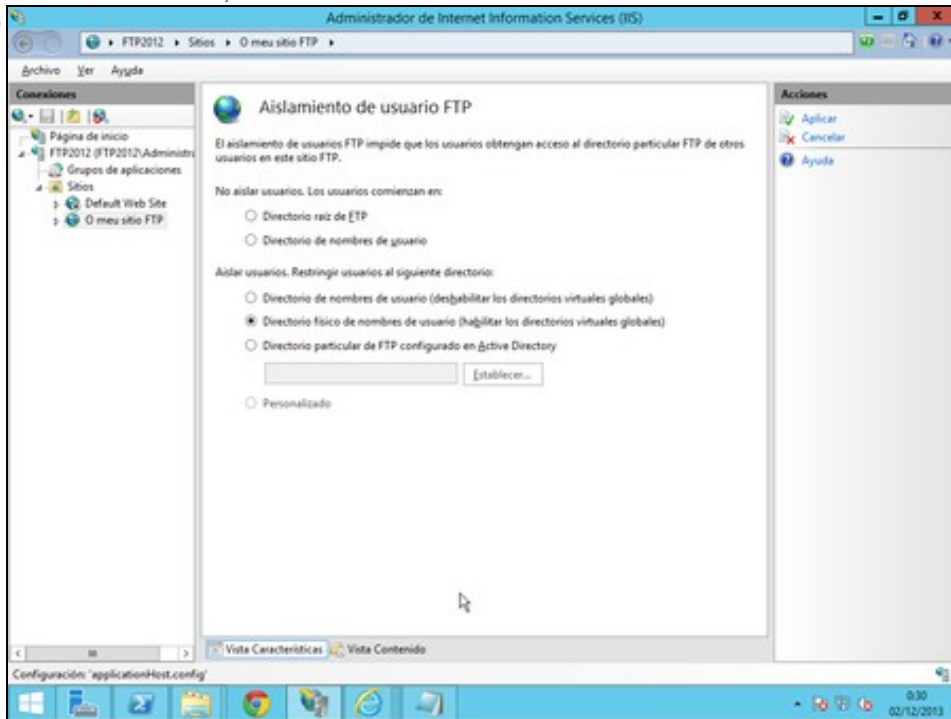 Administrador de Internet Information Services (IIS)
FTP2012 Sitios O meu sitio FTP
Archivo Ver Ayuda
Conexiones
Página de inicio
FTP2012 (FTP2012\Administr
Grupos de aplicaciones
Sitios
Default Web Site
O meu sitio FTP
Aislamiento de usuario FTP
El aislamiento de usuarios FTP impide que los usuarios obtengan acceso al directorio particular FTP de otros
usuarios en este sitio FTP.
No aislar usuarios. Los usuarios comienzan en:
Directorio raíz de FTP
Directorio de nombres de usuario
Aislar usuarios. Restringir usuarios al siguiente directorio:
Directorio de nombres de usuario (deshabilitar los directorios virtuales globales)
Directorio físico de nombres de usuario (habilitar los directorios virtuales globales)
Directorio particular de FTP configurado en Active Directory
Establecer...
Personalizado
Vista Características Vista Contenido
Acciones
Aplicar
Cancelar
Ayuda
Configuración: 'applicationHost.config'
0:30
02/12/2013